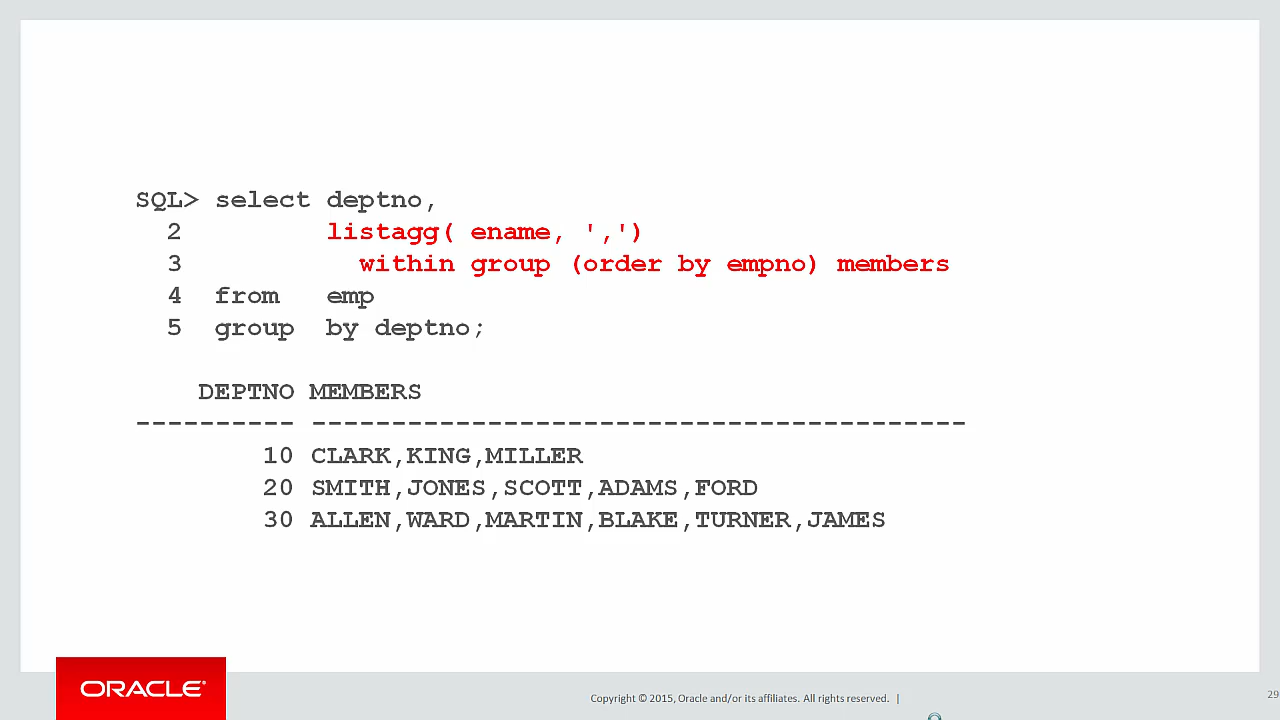 SQL> select deptno,
  2         listagg( ename, ',')
  3           within group (order by empno) members
  4  from   emp
  5  group  by deptno;
    DEPTNO MEMBERS
---------- -----------------------------------------
        10 CLARK,KING,MILLER
        20 SMITH,JONES,SCOTT,ADAMS,FORD
        30 ALLEN,WARD,MARTIN,BLAKE,TURNER,JAMES
ORACLE®
Copyright © 2015, Oracle and/or its affiliates. All rights reserved. |
29